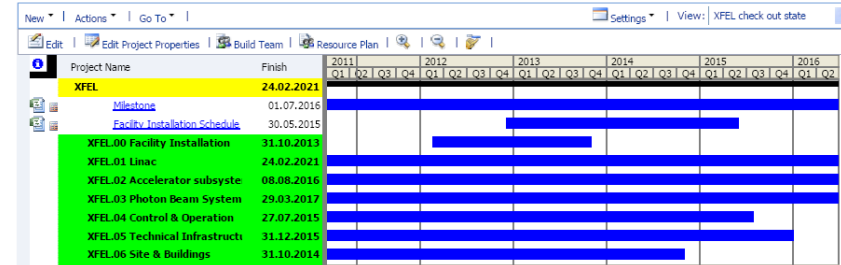 New Actions Go To Settings View: XFEL check out state
Edit Edit Project Properties Build Team Resource Plan
Project Name Finish 2011 2012 2013 2014 2015 2016
Q1 Q2 Q3 Q4 Q1 Q2 Q3 Q4 Q1 Q2 Q3 Q4 Q1 Q2 Q3 Q4 Q1 Q2
XFEL 24.02.2021
Milestone 01.07.2016
Facility Installation Schedule 30.05.2015
XFEL.00 Facility Installation 31.10.2013
XFEL.01 Linac 24.02.2021
XFEL.02 Accelerator subsyste 08.08.2016
XFEL.03 Photon Beam System 29.03.2017
XFEL.04 Control & Operation 27.07.2015
XFEL.05 Technical Infrastructu 31.12.2015
XFEL.06 Site & Buildings 31.10.2014